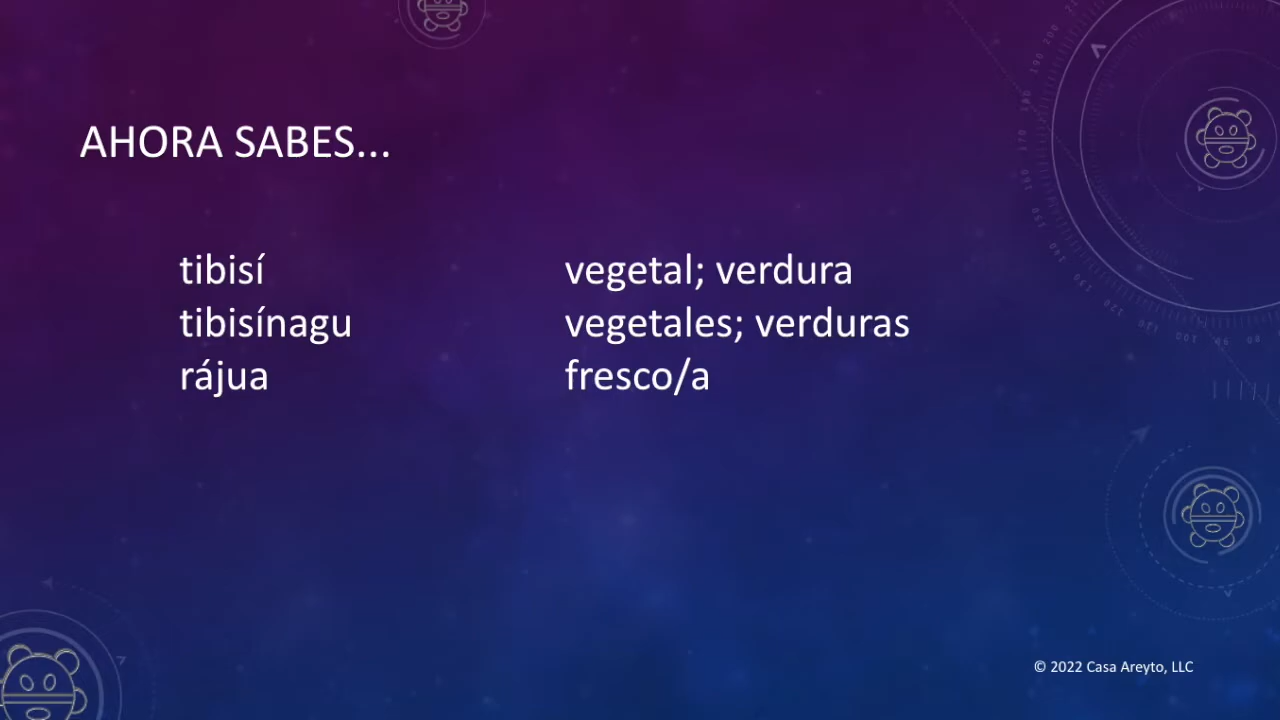 AHORA SABES...
tibisí vegetal; verdura
tibisínagu vegetales; verduras
rájua fresco/a
© 2022 Casa Areyto, LLC